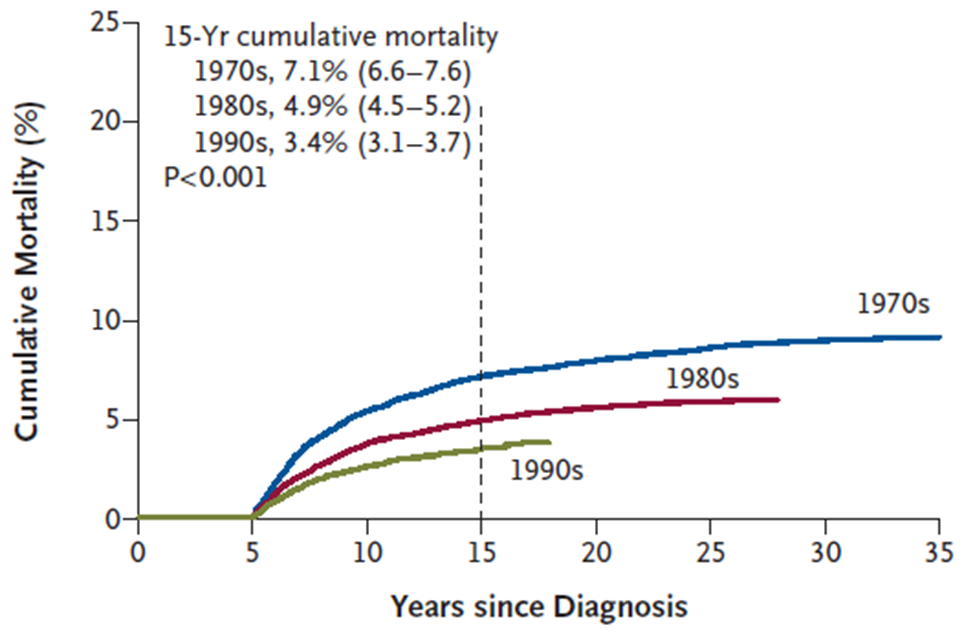 25
15-Yr cumulative mortality
1970s, 7.1% (6.6–7.6)
1980s, 4.9% (4.5–5.2)
1990s, 3.4% (3.1–3.7)
P<0.001
20
15
10
5
0
Cumulative Mortality (%)
1970s
1980s
1990s
0 5 10 15 20 25 30 35
Years since Diagnosis